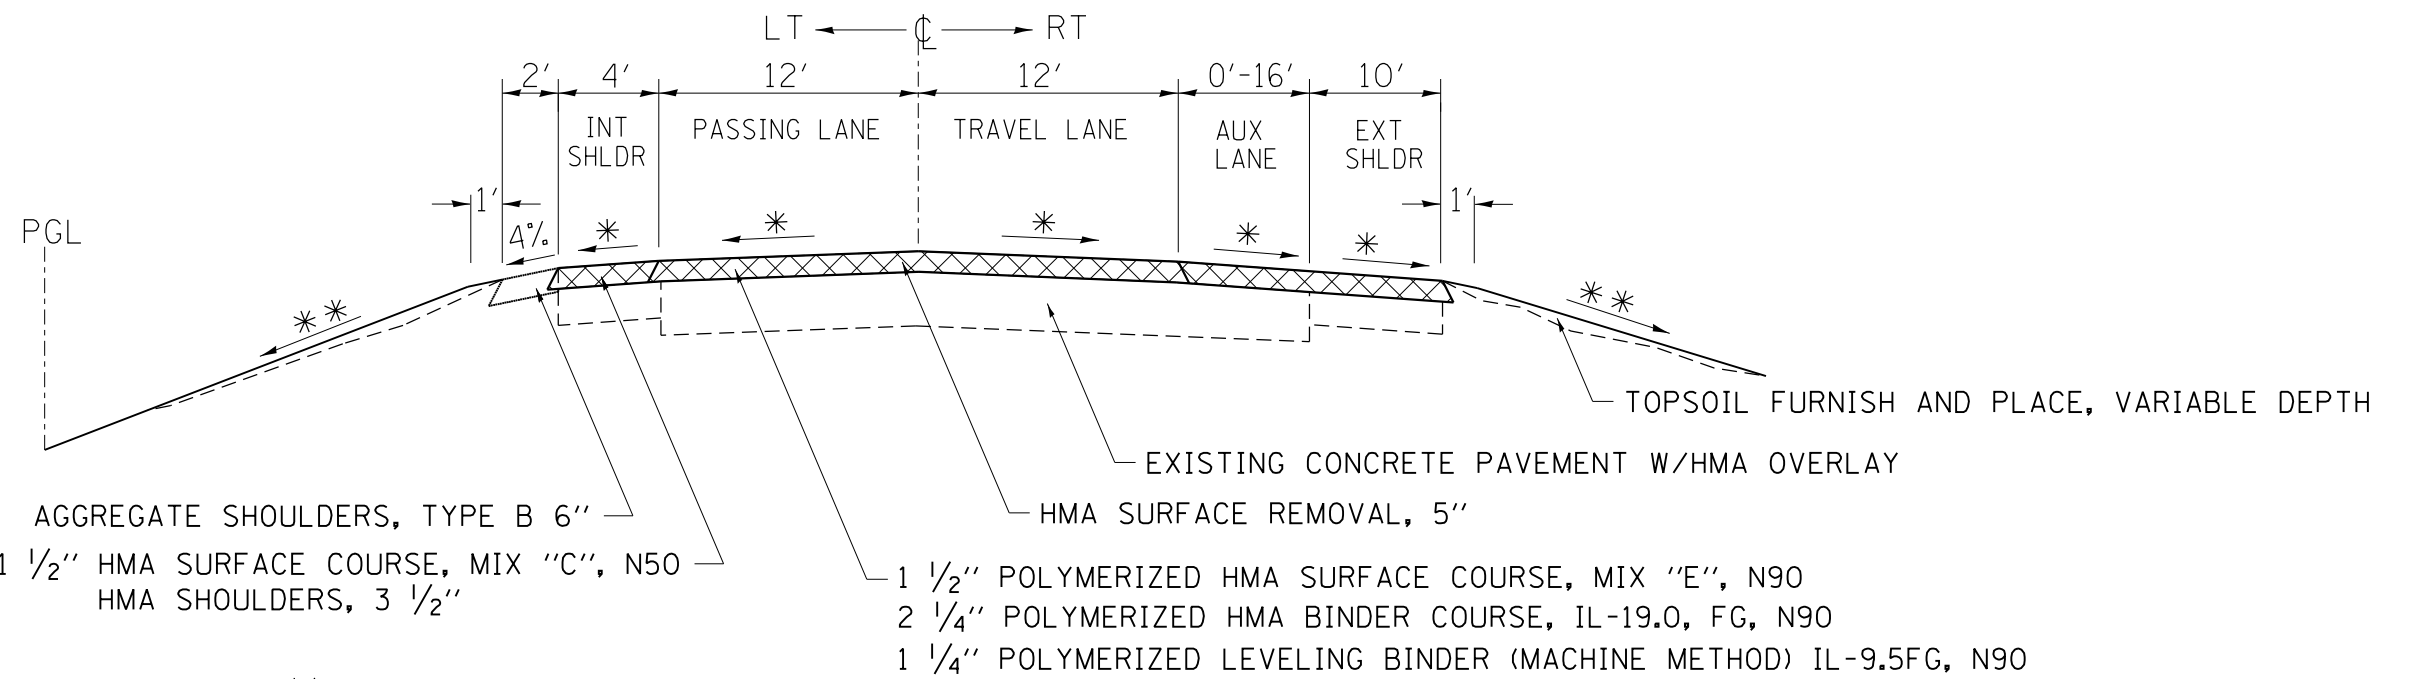 LT ℄ RT
2' 4' 12' 12' 0'-16' 10'
INT
SHLDR
PASSING LANE
TRAVEL LANE
AUX
LANE
EXT
SHLDR
1' 1'
PGL
4%
* * * * *
* * * *
TOPSOIL FURNISH AND PLACE, VARIABLE DEPTH
EXISTING CONCRETE PAVEMENT W/HMA OVERLAY
HMA SURFACE REMOVAL, 5"
AGGREGATE SHOULDERS, TYPE B 6"
1 1/2" HMA SURFACE COURSE, MIX "C", N50
HMA SHOULDERS, 3 1/2"
1 1/2" POLYMERIZED HMA SURFACE COURSE, MIX "E", N90
2 1/4" POLYMERIZED HMA BINDER COURSE, IL-19.0, FG, N90
1 1/4" POLYMERIZED LEVELING BINDER (MACHINE METHOD) IL-9.5FG, N90